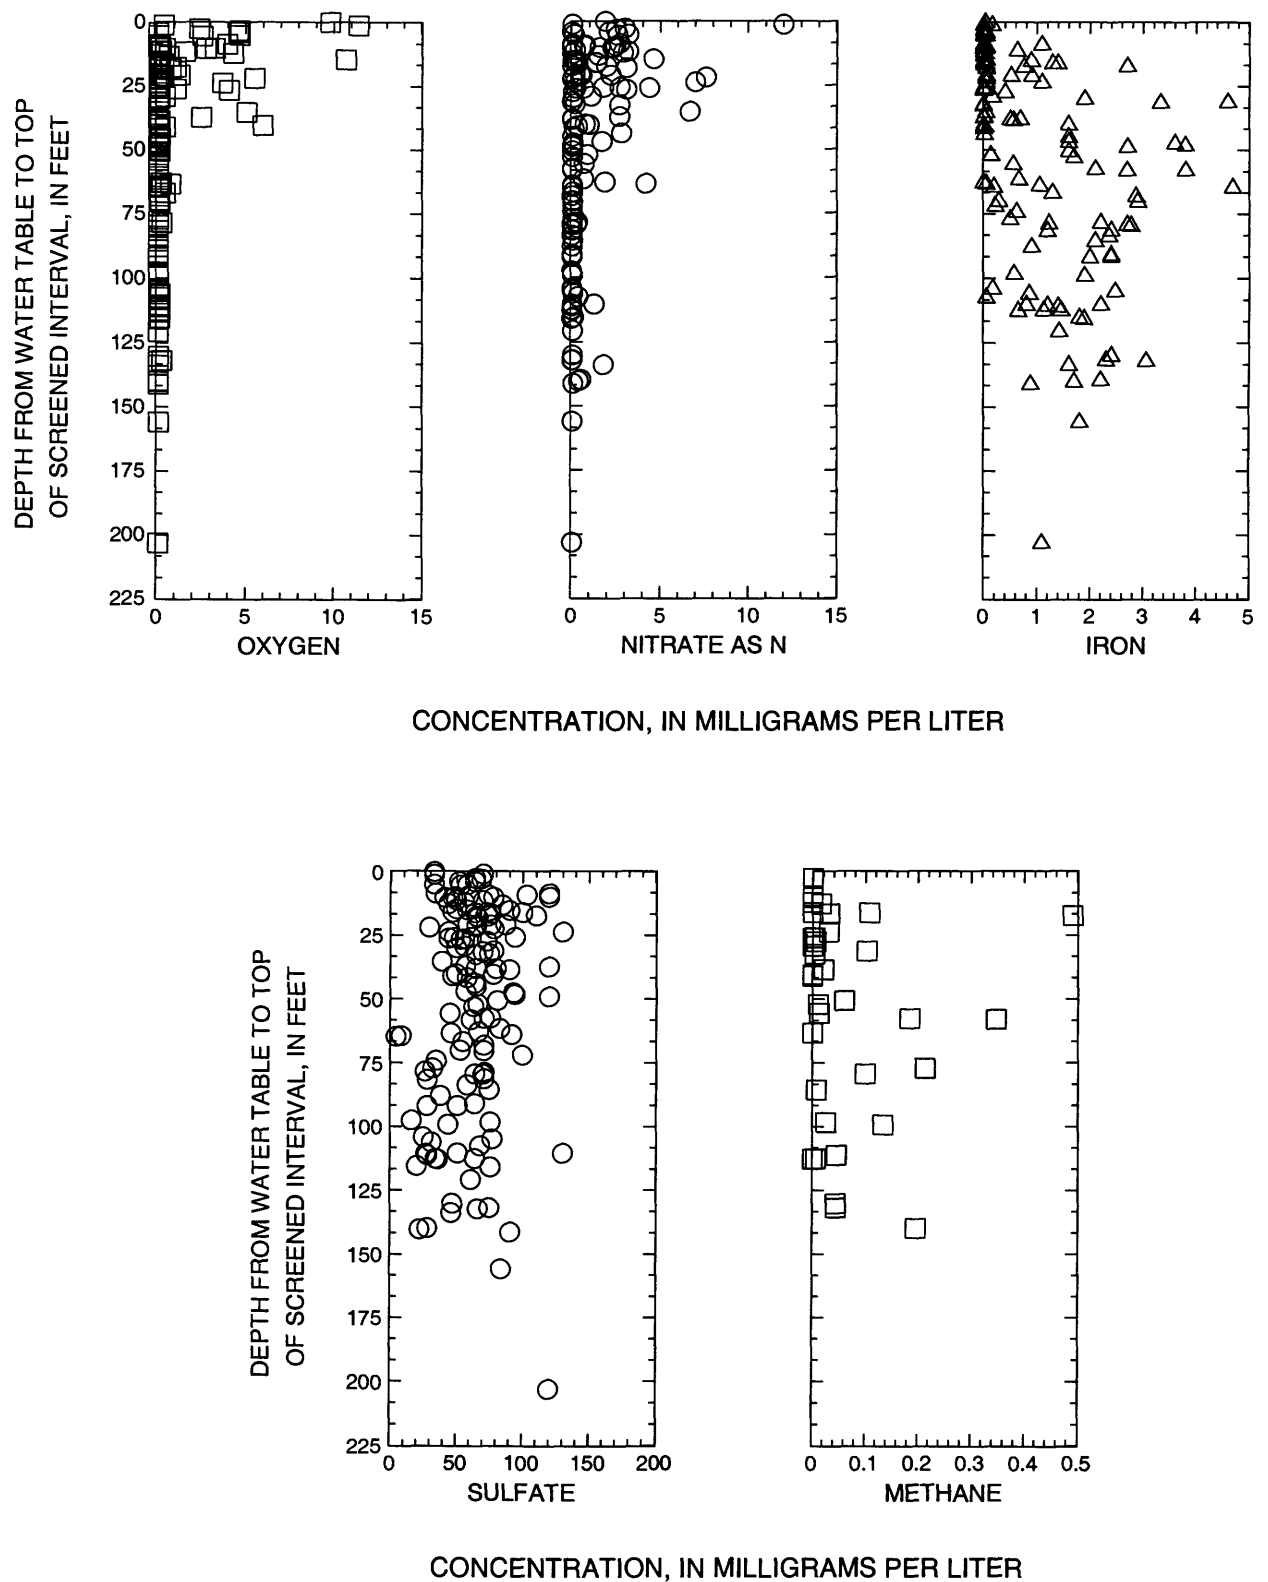 DEPTH FROM WATER TABLE TO TOP
OF SCREENED INTERVAL, IN FEET
0
25
50
75
100
125
150
175
200
225
0 5 10 15
OXYGEN
0 5 10 15
NITRATE AS N
0 1 2 3 4 5
IRON
CONCENTRATION, IN MILLIGRAMS PER LITER
DEPTH FROM WATER TABLE TO TOP
OF SCREENED INTERVAL, IN FEET
0
25
50
75
100
125
150
175
200
225
0 50 100 150 200
SULFATE
0 0.1 0.2 0.3 0.4 0.5
METHANE
CONCENTRATION, IN MILLIGRAMS PER LITER